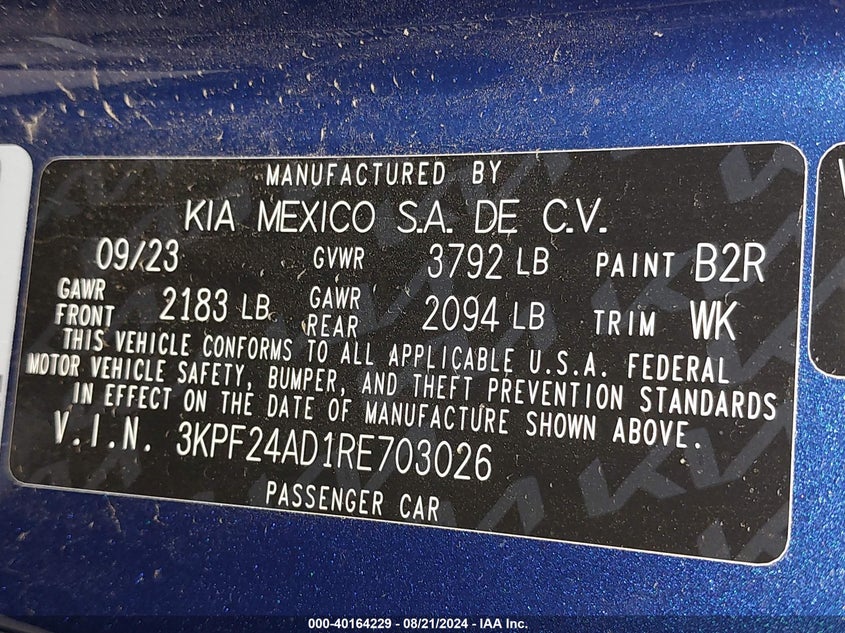 MANUFACTURED BY
KIA MEXICO S.A. DE C.V.
09/23 GVWR 3792 LB PAINT B2R
GAWR FRONT 2183 LB GAWR REAR 2094 LB TRIM WK
THIS VEHICLE CONFORMS TO ALL APPLICABLE U.S.A. FEDERAL
MOTOR VEHICLE SAFETY, BUMPER, AND THEFT PREVENTION STANDARDS
IN EFFECT ON THE DATE OF MANUFACTURE SHOWN ABOVE.
V.I.N. 3KPF24AD1RE703026
PASSENGER CAR
000-40164229 - 08/21/2024 - IAA Inc.